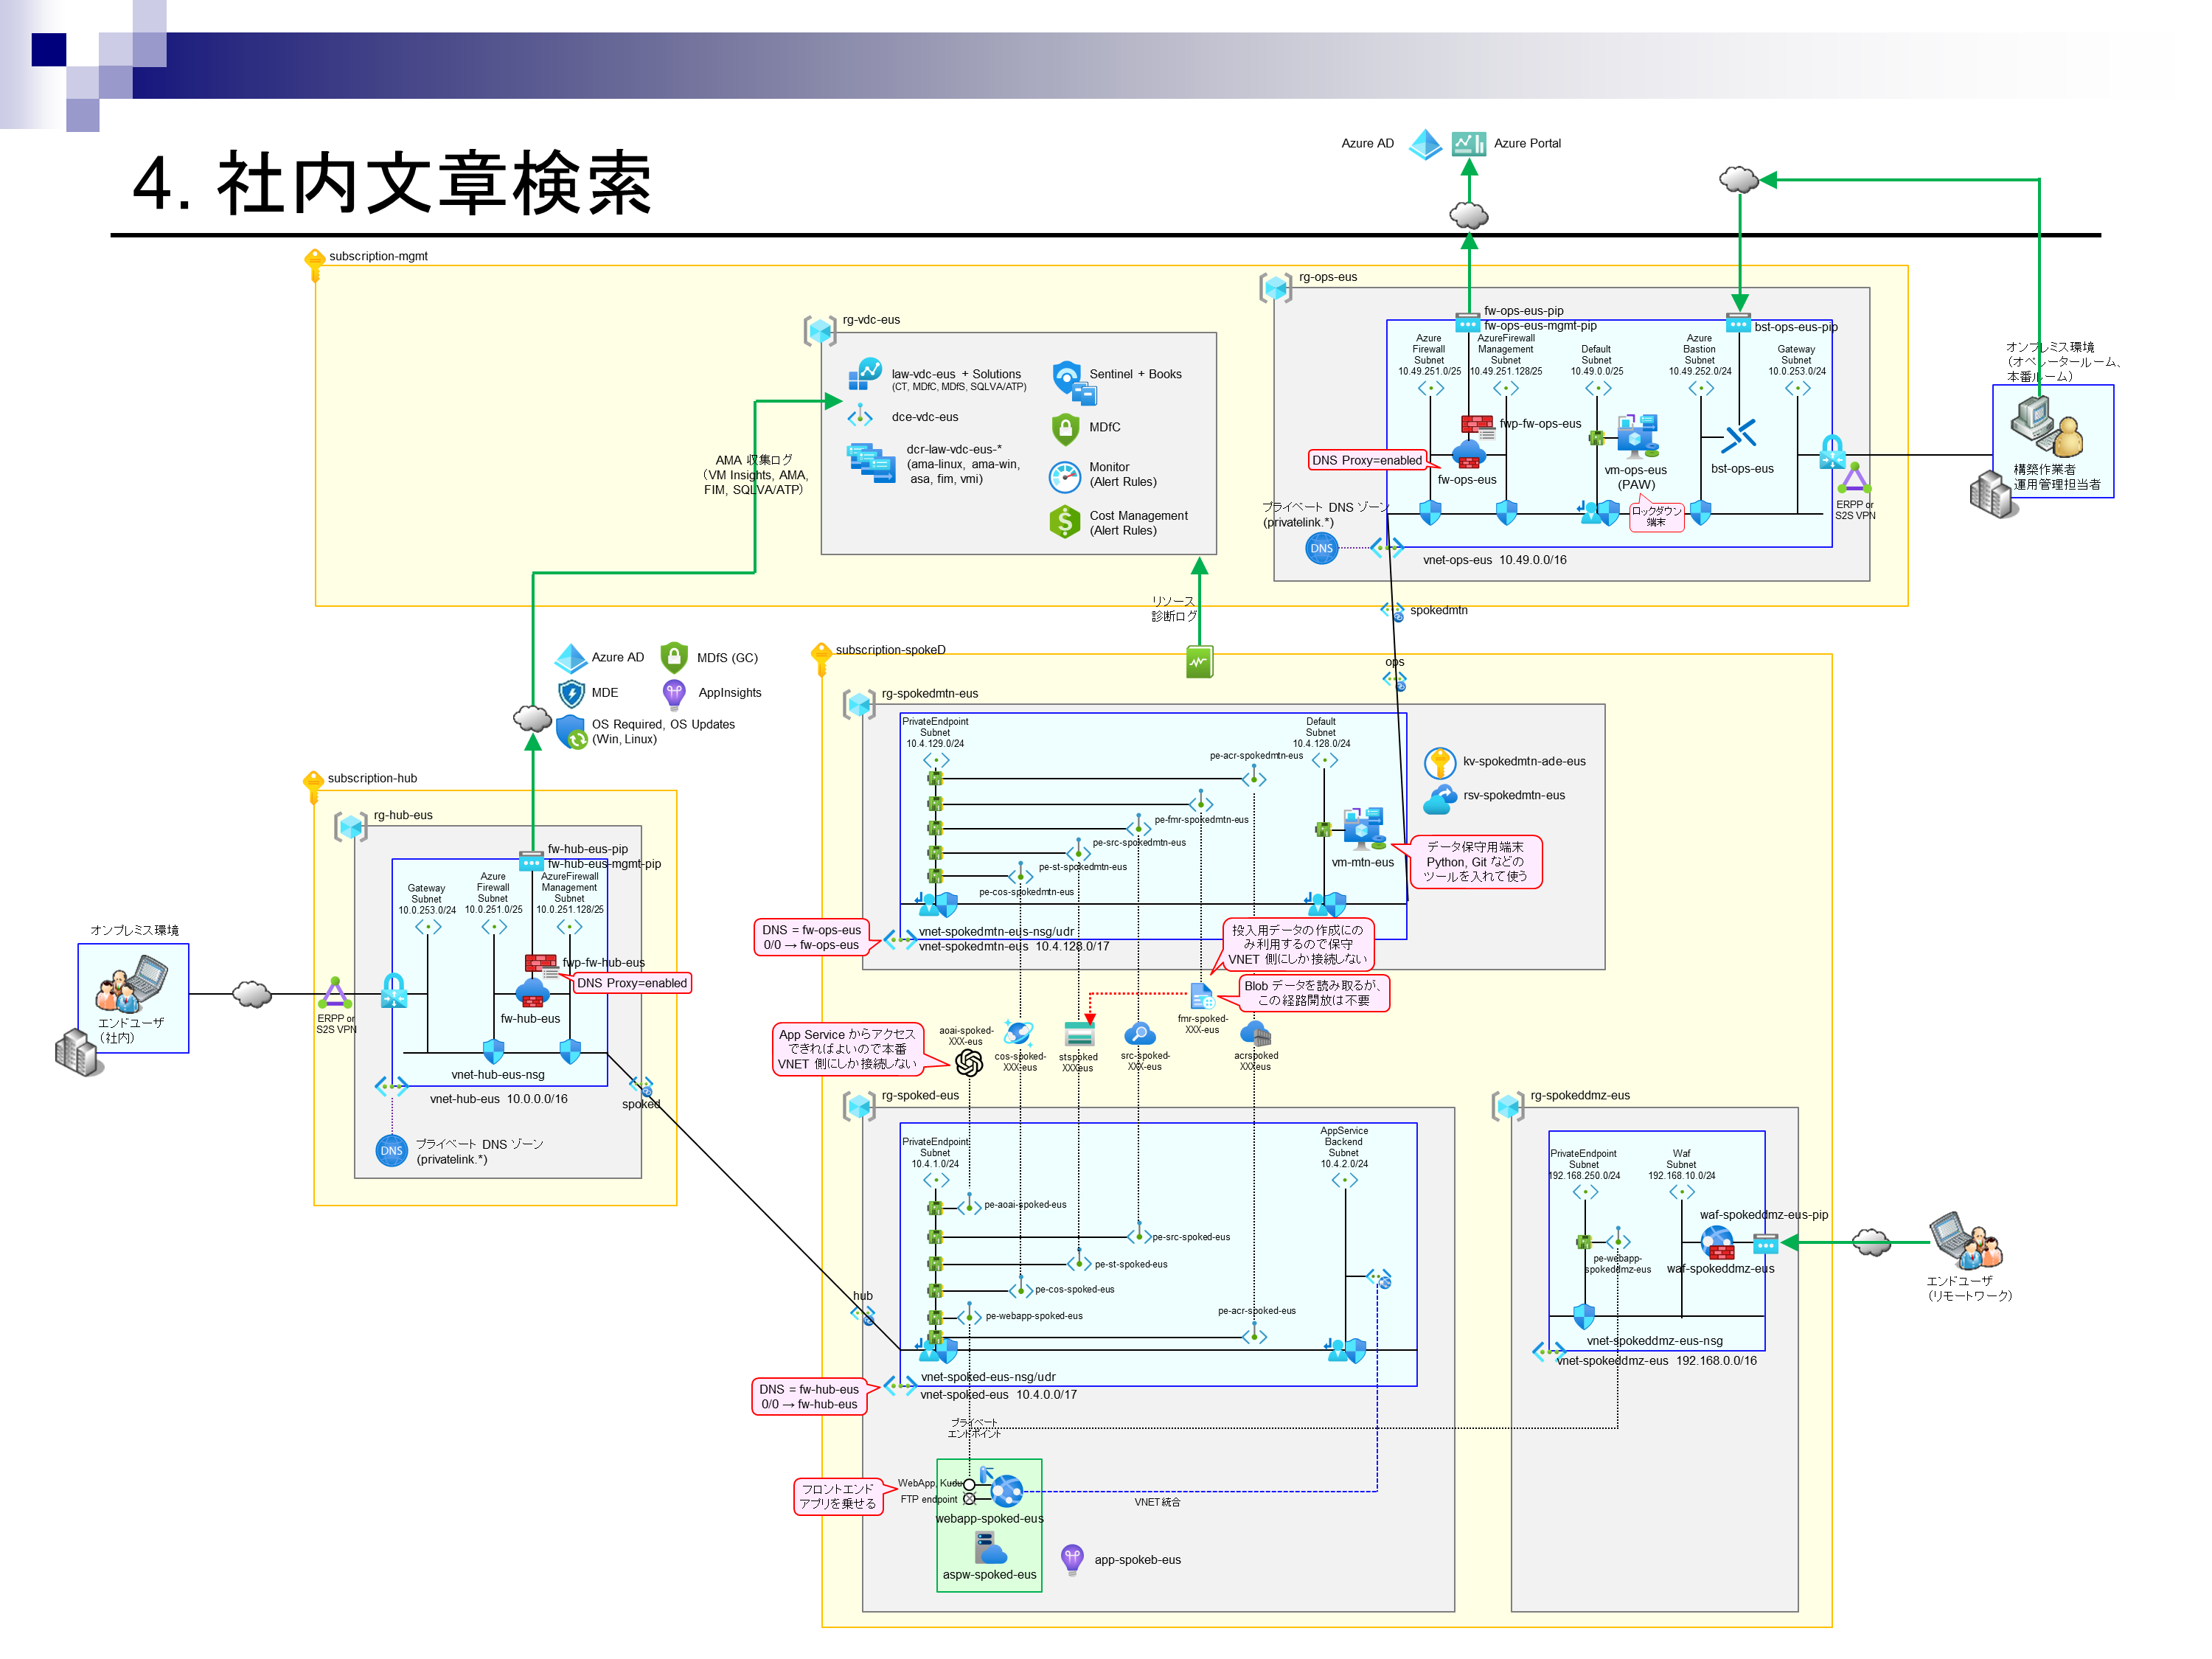 4. 社内文章検索
Azure AD
Azure Portal
subscription-mgmt
rg-vdc-eus
law-vdc-eus + Solutions
(CT, MDfC, MDfS, SQLVA/ATP)
dce-vdc-eus
dcr-law-vdc-eus-*
(ama-linux, ama-win,
asa, fim, vmi)
Sentinel + Books
MDfC
Monitor
(Alert Rules)
Cost Management
(Alert Rules)
AMA 収集ログ
(VM Insights, AMA,
FIM, SQLVA/ATP)
rg-ops-eus
fw-ops-eus-pip
fw-ops-eus-mgmt-pip
bst-ops-eus-pip
Azure
Firewall
Subnet
10.49.251.0/25
AzureFirewall
Management
Subnet
10.49.251.128/25
Default
Subnet
10.49.0.0/25
Azure
Bastion
Subnet
10.49.252.0/24
Gateway
Subnet
10.0.253.0/24
fwp-fw-ops-eus
DNS Proxy=enabled
fw-ops-eus
vm-ops-eus
(PAW)
bst-ops-eus
ロックダウン
端末
プライベート DNS ゾーン
(privatelink.*)
DNS
vnet-ops-eus 10.49.0.0/16
ERPP or
S2S VPN
オンプレミス環境
(オペレータールーム、
本番ルーム)
構築作業者
運用管理担当者
リソース
診断ログ
spokedmtn
ops
Azure AD
MDfS (GC)
MDE
AppInsights
OS Required, OS Updates
(Win, Linux)
subscription-hub
rg-hub-eus
fw-hub-eus-pip
fw-hub-eus-mgmt-pip
Gateway
Subnet
10.0.253.0/24
Azure
Firewall
Subnet
10.0.251.0/25
AzureFirewall
Management
Subnet
10.0.251.128/25
fwp-fw-hub-eus
DNS Proxy=enabled
fw-hub-eus
vnet-hub-eus-nsg
vnet-hub-eus 10.0.0.0/16
spoked
プライベート DNS ゾーン
(privatelink.*)
DNS
オンプレミス環境
エンドユーザ
(社内)
ERPP or
S2S VPN
subscription-spokeD
rg-spokedmtn-eus
PrivateEndpoint
Subnet
10.4.129.0/24
Default
Subnet
10.4.128.0/24
pe-acr-spokedmtn-eus
pe-fmr-spokedmtn-eus
pe-src-spokedmtn-eus
pe-st-spokedmtn-eus
pe-cos-spokedmtn-eus
vm-mtn-eus
kv-spokedmtn-ade-eus
rsv-spokedmtn-eus
データ保守用端末
Python, Git などの
ツールを入れて使う
DNS = fw-ops-eus
0/0 → fw-ops-eus
vnet-spokedmtn-eus-nsg/udr
vnet-spokedmtn-eus 10.4.128.0/17
投入用データの作成にの
み利用するので保守
VNET 側にしか接続しない
Blob データを読み取るが、
この経路開放は不要
App Service からアクセス
できればよいので本番
VNET 側にしか接続しない
aoai-spoked-
XXX-eus
cos-spoked-
XXX-eus
stspoked
XXXeus
src-spoked-
XXX-eus
fmr-spoked-
XXX-eus
acrspoked
XXXeus
rg-spoked-eus
PrivateEndpoint
Subnet
10.4.1.0/24
AppService
Backend
Subnet
10.4.2.0/24
pe-aoai-spoked-eus
pe-src-spoked-eus
pe-st-spoked-eus
pe-cos-spoked-eus
pe-webapp-spoked-eus
pe-acr-spoked-eus
hub
DNS = fw-hub-eus
0/0 → fw-hub-eus
vnet-spoked-eus-nsg/udr
vnet-spoked-eus 10.4.0.0/17
プライベート
エンドポイント
フロントエンド
アプリを乗せる
WebApp, Kudu
FTP endpoint
webapp-spoked-eus
aspw-spoked-eus
VNET 統合
app-spokeb-eus
rg-spokeddmz-eus
PrivateEndpoint
Subnet
192.168.250.0/24
Waf
Subnet
192.168.10.0/24
waf-spokeddmz-eus-pip
pe-webapp-
spokeddmz-eus
waf-spokeddmz-eus
vnet-spokeddmz-eus-nsg
vnet-spokeddmz-eus 192.168.0.0/16
エンドユーザ
(リモートワーク)